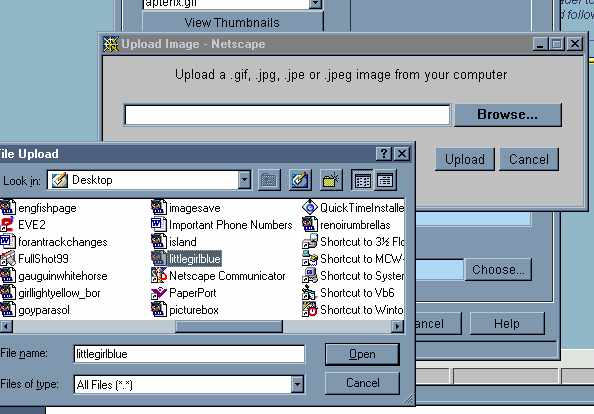 apterix.gif
View Thumbnails
Upload Image - Netscape
Upload a .gif, .jpg, .jpe or .jpeg image from your computer
Browse...
Upload
Cancel
File Upload
Look in:
Desktop
engfishpage
EVE2
forantrackchanges
FullShot99
gauguinwhitehorse
girllightyellow_bor
goyparasol
imagesave
Important Phone Numbers
island
littlegirlblue
Netscape Communicator
PaperPort
picturebox
QuickTimeInstalle
renoirumbrellas
Shortcut to 3½ Flo
Shortcut to MCW-
Shortcut to System
Shortcut to Vb6
Shortcut to Winto
Choose...
ancel
Help
File name:
littlegirlblue
Open
Files of type:
All Files (*.*)
Cancel